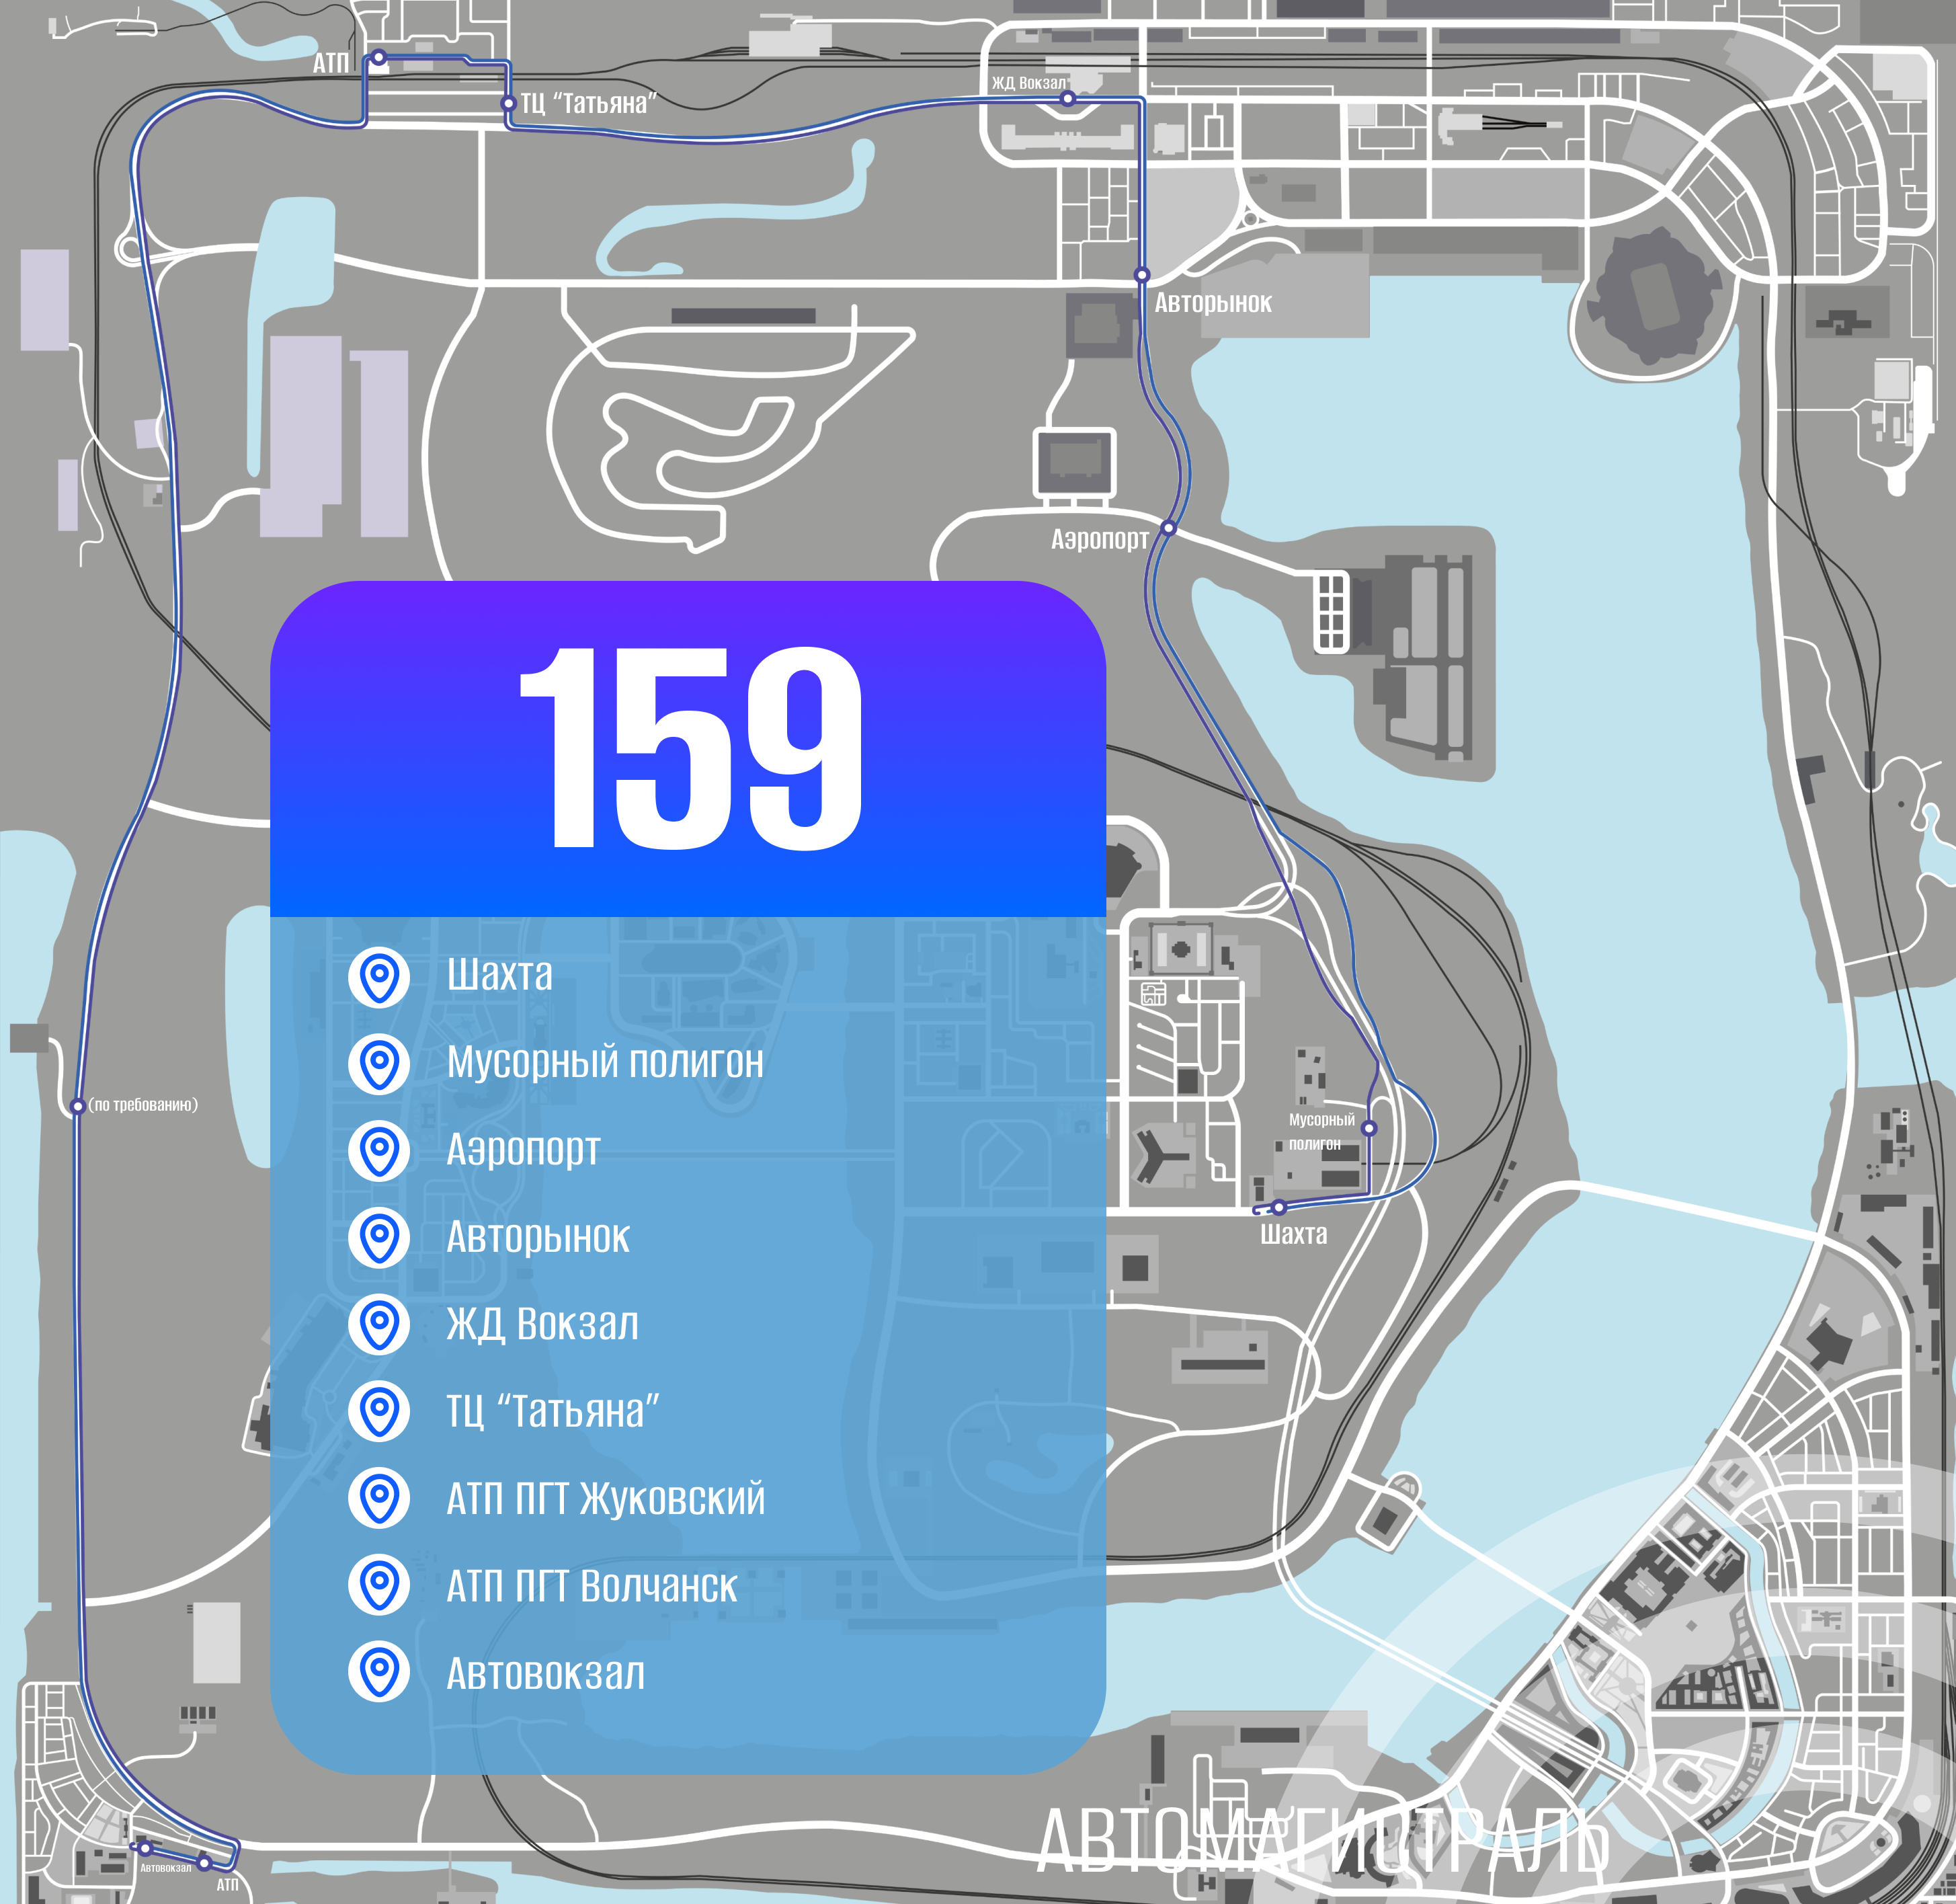 АТП
ТЦ “Татьяна”
ЖД Вокзал
Авторынок
Аэропорт
159
Шахта
Мусорный полигон
Аэропорт
Авторынок
ЖД Вокзал
ТЦ “Татьяна”
АТП ПГТ Жуковский
АТП ПГТ Волчанск
Автовокзал
(по требованию)
Мусорный
полигон
Шахта
Автовокзал
АТП
АВТОМАГИСТРАЛЬ